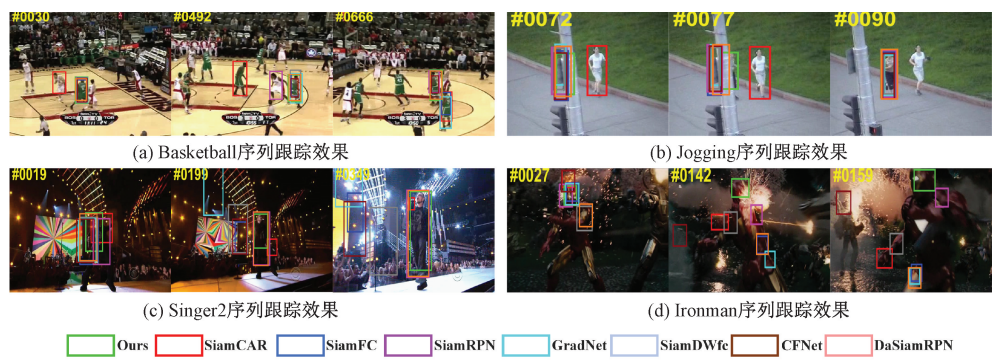 #0030 #0492 #0666
#0072 #0077 #0090
(a) Basketball序列跟踪效果
(b) Jogging序列跟踪效果
#0019 #0199 #0349
#0027 #0142 #0159
(c) Singer2序列跟踪效果
(d) Ironman序列跟踪效果
Ours SiamCAR SiamFC SiamRPN GradNet SiamDWfc CFNet DaSiamRPN